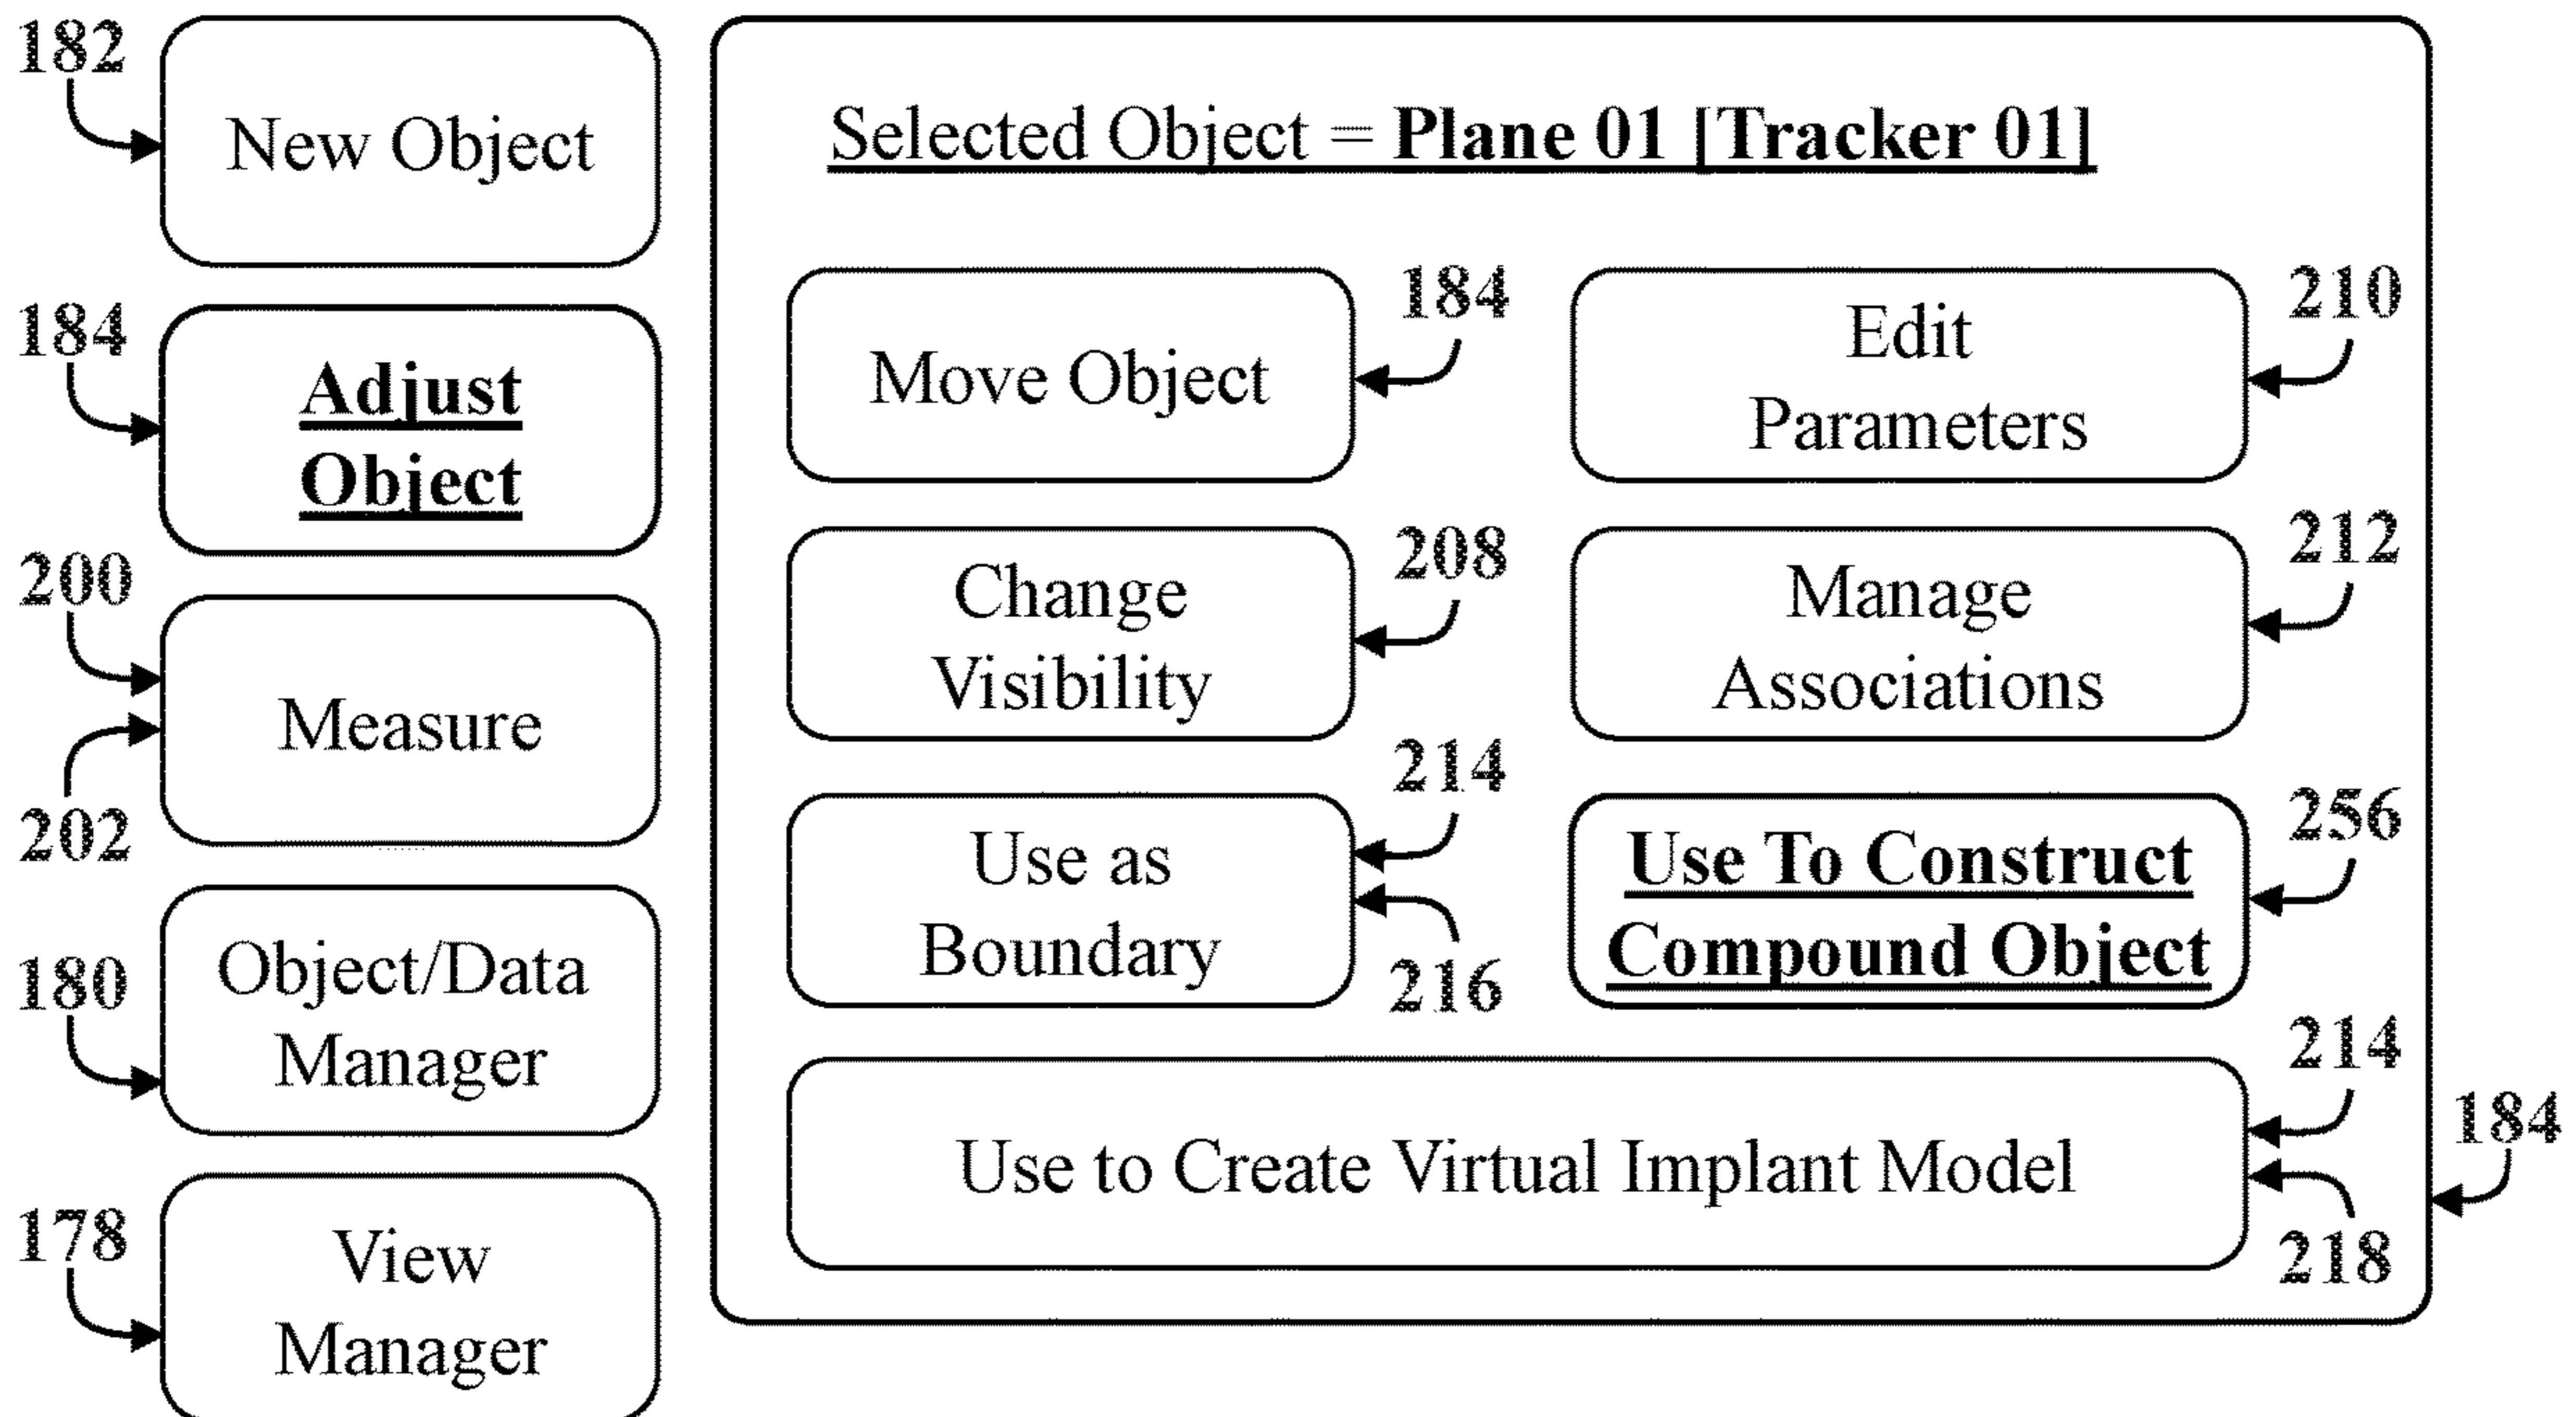 182
New Object
184
Adjust
Object
200
Measure
202
180
Object/Data
Manager
178
View
Manager
Selected Object = Plane 01 [Tracker 01]
Move Object
184
Edit
Parameters
210
Change
Visibility
208
Manage
Associations
212
Use as
Boundary
214
216
Use To Construct
Compound Object
256
Use to Create Virtual Implant Model
214
218
184